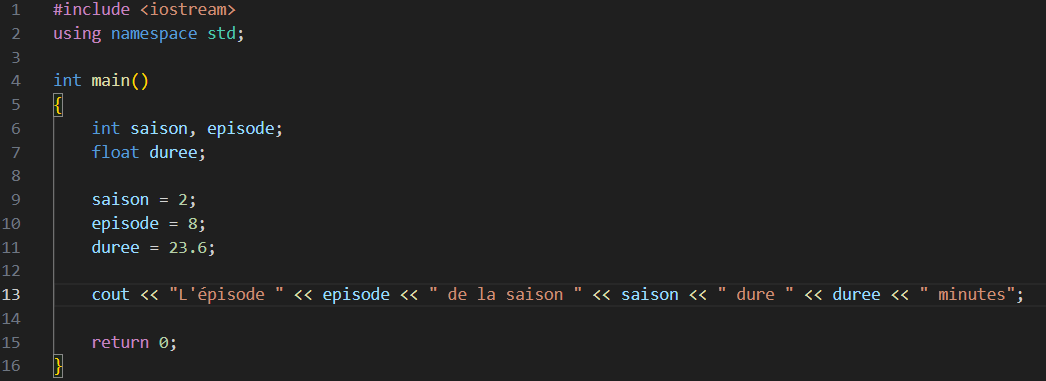 1 #include <iostream>
2 using namespace std;
3
4 int main()
5 {
6     int saison, episode;
7     float duree;
8
9     saison = 2;
10     episode = 8;
11     duree = 23.6;
12
13     cout << "L'épisode " << episode << " de la saison " << saison << " dure " << duree << " minutes";
14
15     return 0;
16 }